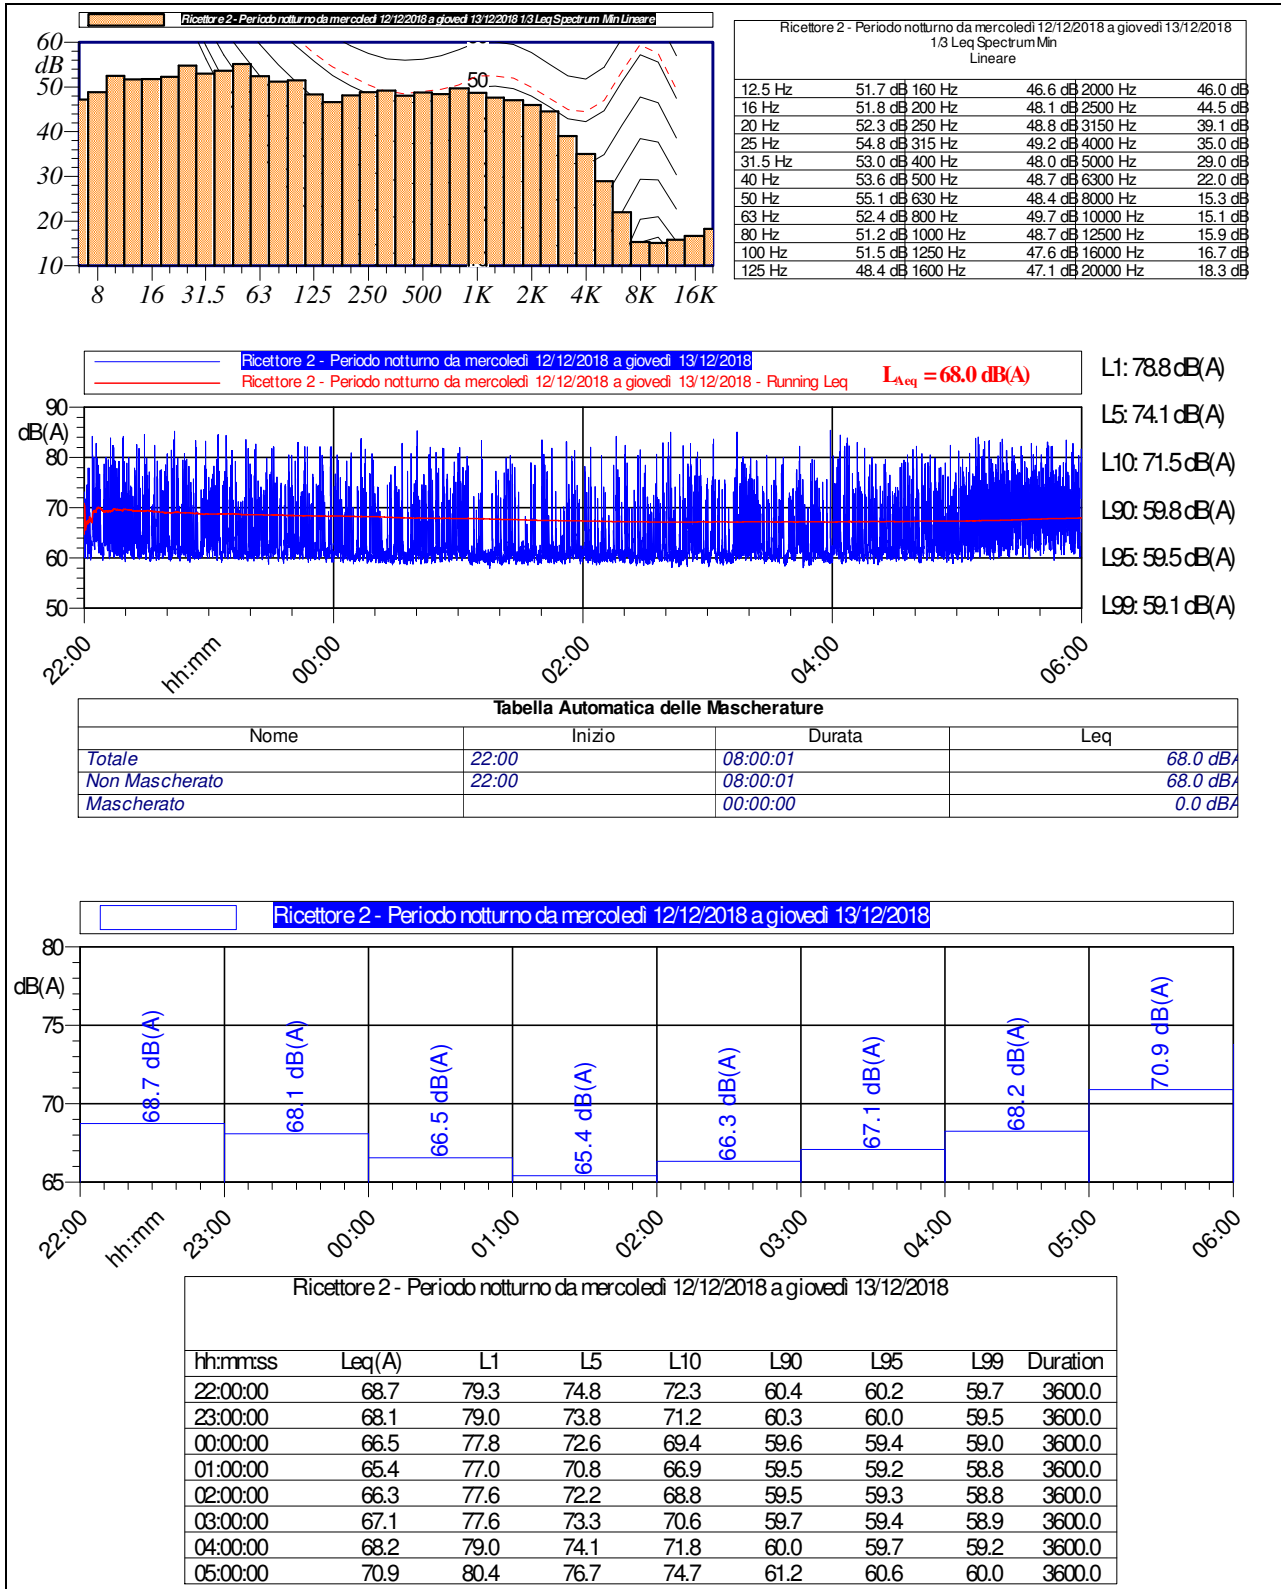 Ricettore 2 - Periodo notturno da mercoledì 12/12/2018 a giovedì 13/12/2018 1/3 Leq Spectrum Min Lineare
60
dB
50
40
30
20
10
50
8 16 31.5 63 125 250 500 1K 2K 4K 8K 16K
Ricettore 2 - Periodo notturno da mercoledì 12/12/2018 a giovedì 13/12/2018
1/3 Leq Spectrum Min
Lineare
12.5 Hz 51.7 dB 160 Hz 46.6 dB 2000 Hz 46.0 dB
16 Hz 51.8 dB 200 Hz 48.1 dB 2500 Hz 44.5 dB
20 Hz 52.3 dB 250 Hz 48.8 dB 3150 Hz 39.1 dB
25 Hz 54.8 dB 315 Hz 49.2 dB 4000 Hz 35.0 dB
31.5 Hz 53.0 dB 400 Hz 48.0 dB 5000 Hz 29.0 dB
40 Hz 53.6 dB 500 Hz 48.7 dB 6300 Hz 22.0 dB
50 Hz 55.1 dB 630 Hz 48.4 dB 8000 Hz 15.3 dB
63 Hz 52.4 dB 800 Hz 49.7 dB 10000 Hz 15.1 dB
80 Hz 51.2 dB 1000 Hz 48.7 dB 12500 Hz 15.9 dB
100 Hz 51.5 dB 1250 Hz 47.6 dB 16000 Hz 16.7 dB
125 Hz 48.4 dB 1600 Hz 47.1 dB 20000 Hz 18.3 dB
Ricettore 2 - Periodo notturno da mercoledì 12/12/2018 a giovedì 13/12/2018
Ricettore 2 - Periodo notturno da mercoledì 12/12/2018 a giovedì 13/12/2018 - Running Leq
LAeq = 68.0 dB(A)
90
dB(A)
80
70
60
50
22:00 hh:mm 00:00 02:00 04:00 06:00
L1: 78.8 dB(A)
L5: 74.1 dB(A)
L10: 71.5 dB(A)
L90: 59.8 dB(A)
L95: 59.5 dB(A)
L99: 59.1 dB(A)
Tabella Automatica delle Mascherature
Nome Inizio Durata Leq
Totale 22:00 08:00:01 68.0 dBA
Non Mascherato 22:00 08:00:01 68.0 dBA
Mascherato 00:00:00 0.0 dBA
Ricettore 2 - Periodo notturno da mercoledì 12/12/2018 a giovedì 13/12/2018
80
dB(A)
75
70
65
68.7 dB(A)
68.1 dB(A)
66.5 dB(A)
65.4 dB(A)
66.3 dB(A)
67.1 dB(A)
68.2 dB(A)
70.9 dB(A)
22:00 hh:mm 23:00 00:00 01:00 02:00 03:00 04:00 05:00 06:00
Ricettore 2 - Periodo notturno da mercoledì 12/12/2018 a giovedì 13/12/2018
hh:mm:ss Leq(A) L1 L5 L10 L90 L95 L99 Duration
22:00:00 68.7 79.3 74.8 72.3 60.4 60.2 59.7 3600.0
23:00:00 68.1 79.0 73.8 71.2 60.3 60.0 59.5 3600.0
00:00:00 66.5 77.8 72.6 69.4 59.6 59.4 59.0 3600.0
01:00:00 65.4 77.0 70.8 66.9 59.5 59.2 58.8 3600.0
02:00:00 66.3 77.6 72.2 68.8 59.5 59.3 58.8 3600.0
03:00:00 67.1 77.6 73.3 70.6 59.7 59.4 58.9 3600.0
04:00:00 68.2 79.0 74.1 71.8 60.0 59.7 59.2 3600.0
05:00:00 70.9 80.4 76.7 74.7 61.2 60.6 60.0 3600.0